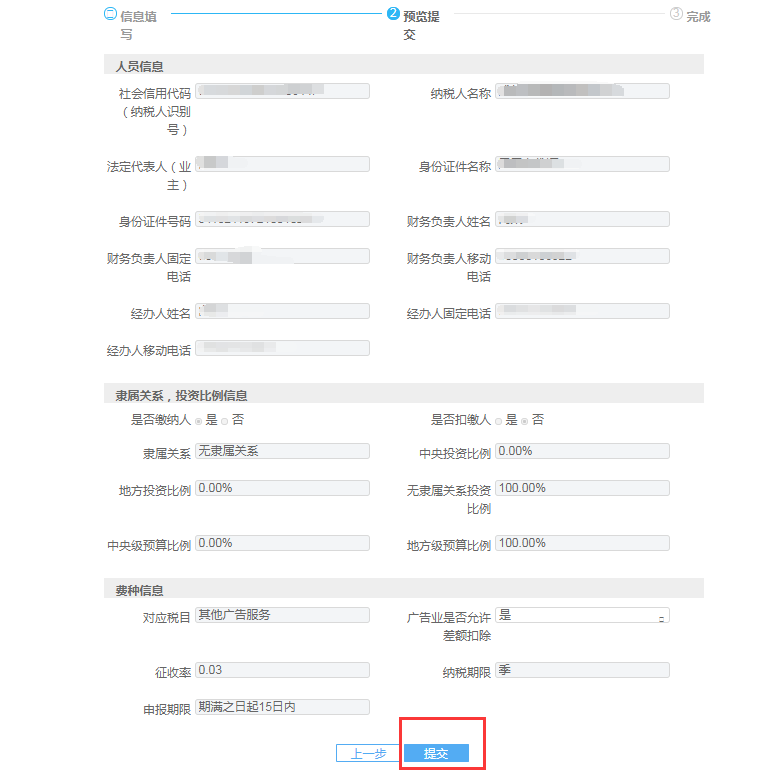 信息填
写
2 预览提
交
3 完成
人员信息
社会信用代码
（纳税人识别
号）
纳税人名称
法定代表人（业
主）
身份证件名称
身份证件号码
财务负责人姓名
财务负责人固定
电话
财务负责人移动
电话
经办人姓名
经办人固定电话
经办人移动电话
隶属关系，投资比例信息
是否缴纳人 是 否
是否扣缴人 是 否
隶属关系 无隶属关系
中央投资比例 0.00%
地方投资比例 0.00%
无隶属关系投资
比例 100.00%
中央级预算比例 0.00%
地方级预算比例 100.00%
费种信息
对应税目 其他广告服务
广告业是否允许
差额扣除 是
征收率 0.03
纳税期限 季
申报期限 期满之日起15日内
上一步 提交